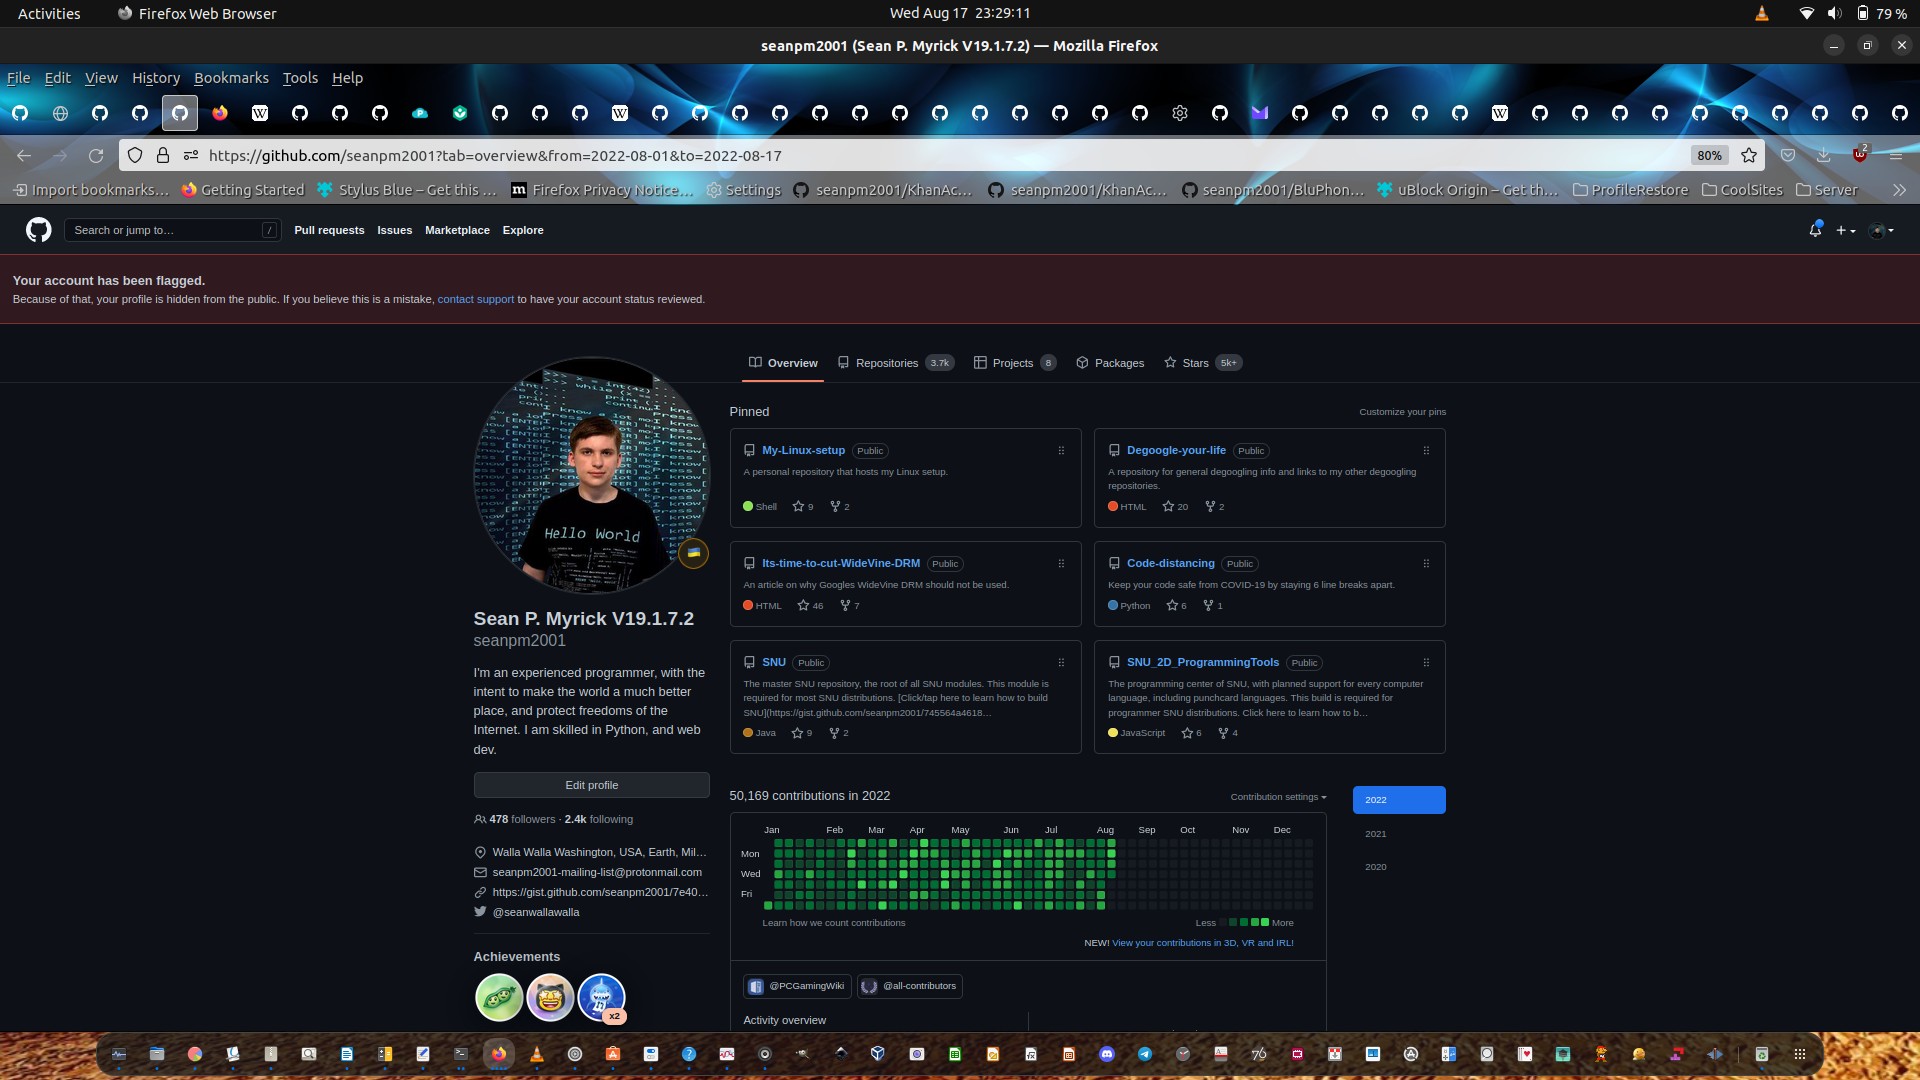 Activities
Firefox Web Browser
Wed Aug 17 23:29:11
79 %
seanpm2001 (Sean P. Myrick V19.1.7.2) — Mozilla Firefox
File Edit View History Bookmarks Tools Help
https://github.com/seanpm2001?tab=overview&from=2022-08-01&to=2022-08-17
80%
2
Import bookmarks…
Getting Started
Stylus Blue – Get this …
Firefox Privacy Notice…
Settings
seanpm2001/KhanAc…
seanpm2001/KhanAc…
seanpm2001/BluPhon…
uBlock Origin – Get th…
ProfileRestore
CoolSites
Server
Search or jump to…
/
Pull requests
Issues
Marketplace
Explore
Your account has been flagged.
Because of that, your profile is hidden from the public. If you believe this is a mistake, contact support to have your account status reviewed.
Overview
Repositories 3.7k
Projects 8
Packages
Stars 5k+
Hello World
Sean P. Myrick V19.1.7.2
seanpm2001
I'm an experienced programmer, with the
intent to make the world a much better
place, and protect freedoms of the
Internet. I am skilled in Python, and web
dev.
Edit profile
478 followers · 2.4k following
Walla Walla Washington, USA, Earth, Mil…
seanpm2001-mailing-list@protonmail.com
https://gist.github.com/seanpm2001/7e40…
@seanwallawalla
Achievements
x2
Pinned
Customize your pins
My-Linux-setup Public
A personal repository that hosts my Linux setup.
Shell 9 2
Degoogle-your-life Public
A repository for general degoogling info and links to my other degoogling
repositories.
HTML 20 2
Its-time-to-cut-WideVine-DRM Public
An article on why Googles WideVine DRM should not be used.
HTML 46 7
Code-distancing Public
Keep your code safe from COVID-19 by staying 6 line breaks apart.
Python 6 1
SNU Public
The master SNU repository, the root of all SNU modules. This module is
required for most SNU distributions. [Click/tap here to learn how to build
SNU](https://gist.github.com/seanpm2001/745564a4618…
Java 9 2
SNU_2D_ProgrammingTools Public
The programming center of SNU, with planned support for every computer
language, including punchcard languages. This build is required for
programmer SNU distributions. Click here to learn how to b…
JavaScript 6 4
50,169 contributions in 2022
Contribution settings
2022
2021
2020
Jan Feb Mar Apr May Jun Jul Aug Sep Oct Nov Dec
Mon
Wed
Fri
Learn how we count contributions
Less More
NEW! View your contributions in 3D, VR and IRL!
@PCGamingWiki
@all-contributors
Activity overview